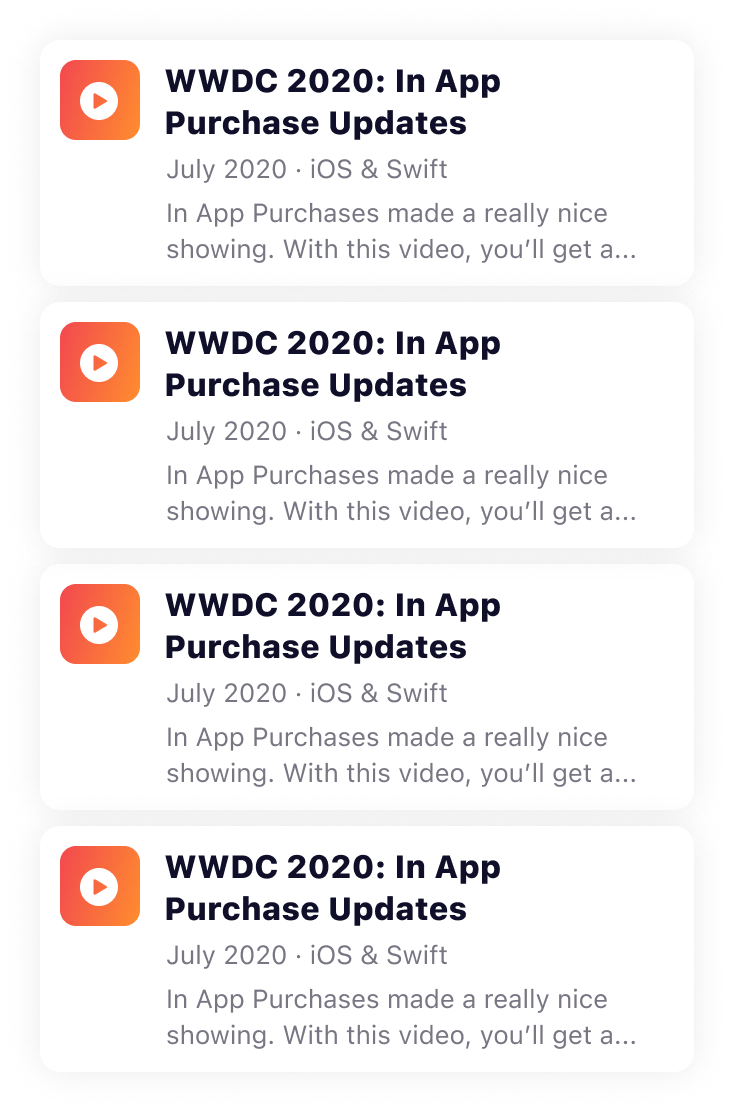 WWDC 2020: In App
Purchase Updates
July 2020 · iOS & Swift
In App Purchases made a really nice
showing. With this video, you’ll get a...
WWDC 2020: In App
Purchase Updates
July 2020 · iOS & Swift
In App Purchases made a really nice
showing. With this video, you’ll get a...
WWDC 2020: In App
Purchase Updates
July 2020 · iOS & Swift
In App Purchases made a really nice
showing. With this video, you’ll get a...
WWDC 2020: In App
Purchase Updates
July 2020 · iOS & Swift
In App Purchases made a really nice
showing. With this video, you’ll get a...